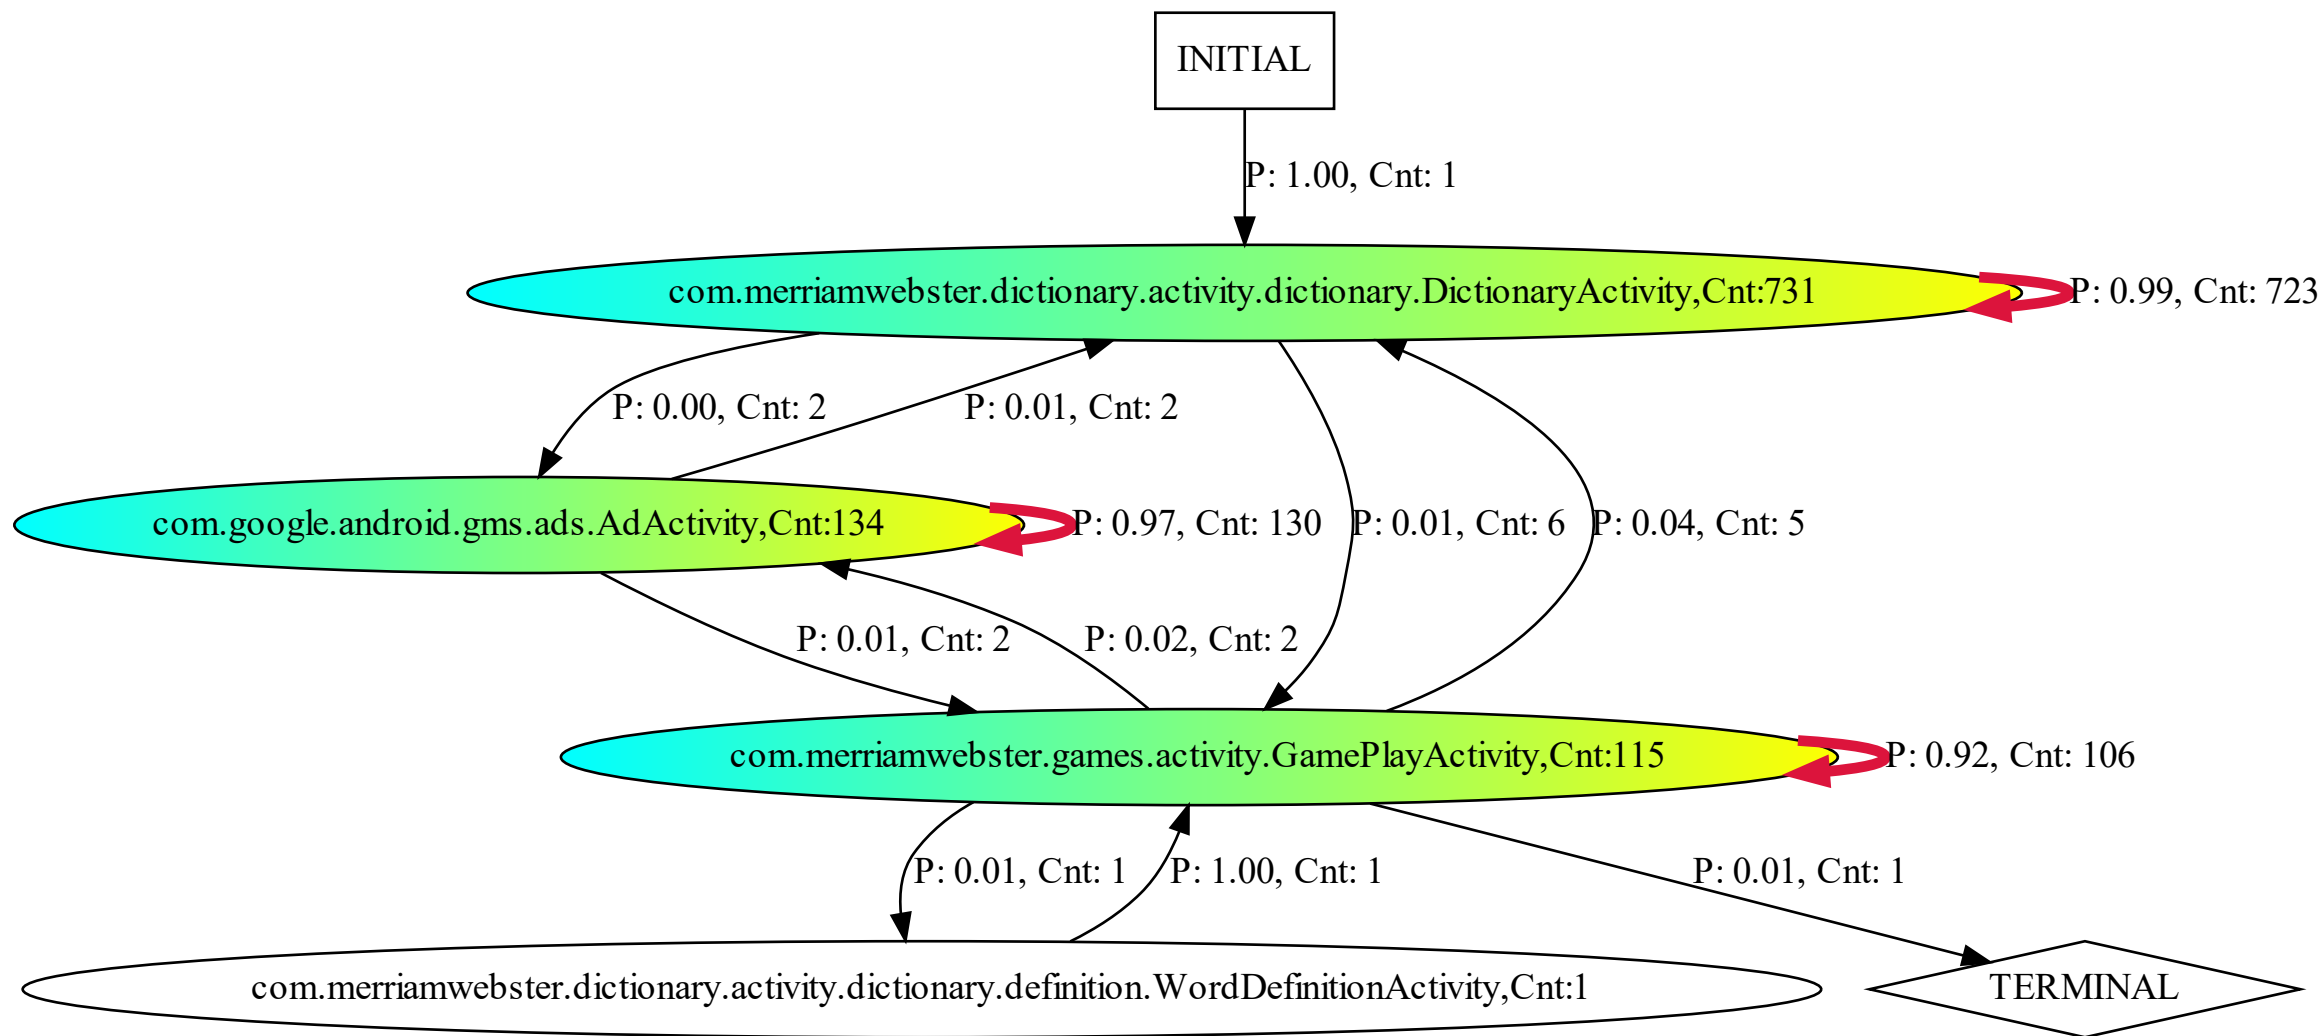 INITIAL
P: 1.00, Cnt: 1
com.merriamwebster.dictionary.activity.dictionary.DictionaryActivity,Cnt:731
P: 0.99, Cnt: 723
P: 0.00, Cnt: 2
P: 0.01, Cnt: 2
com.google.android.gms.ads.AdActivity,Cnt:134
P: 0.97, Cnt: 130
P: 0.01, Cnt: 6
P: 0.04, Cnt: 5
P: 0.01, Cnt: 2
P: 0.02, Cnt: 2
com.merriamwebster.games.activity.GamePlayActivity,Cnt:115
P: 0.92, Cnt: 106
P: 0.01, Cnt: 1
P: 1.00, Cnt: 1
P: 0.01, Cnt: 1
com.merriamwebster.dictionary.activity.dictionary.definition.WordDefinitionActivity,Cnt:1
TERMINAL